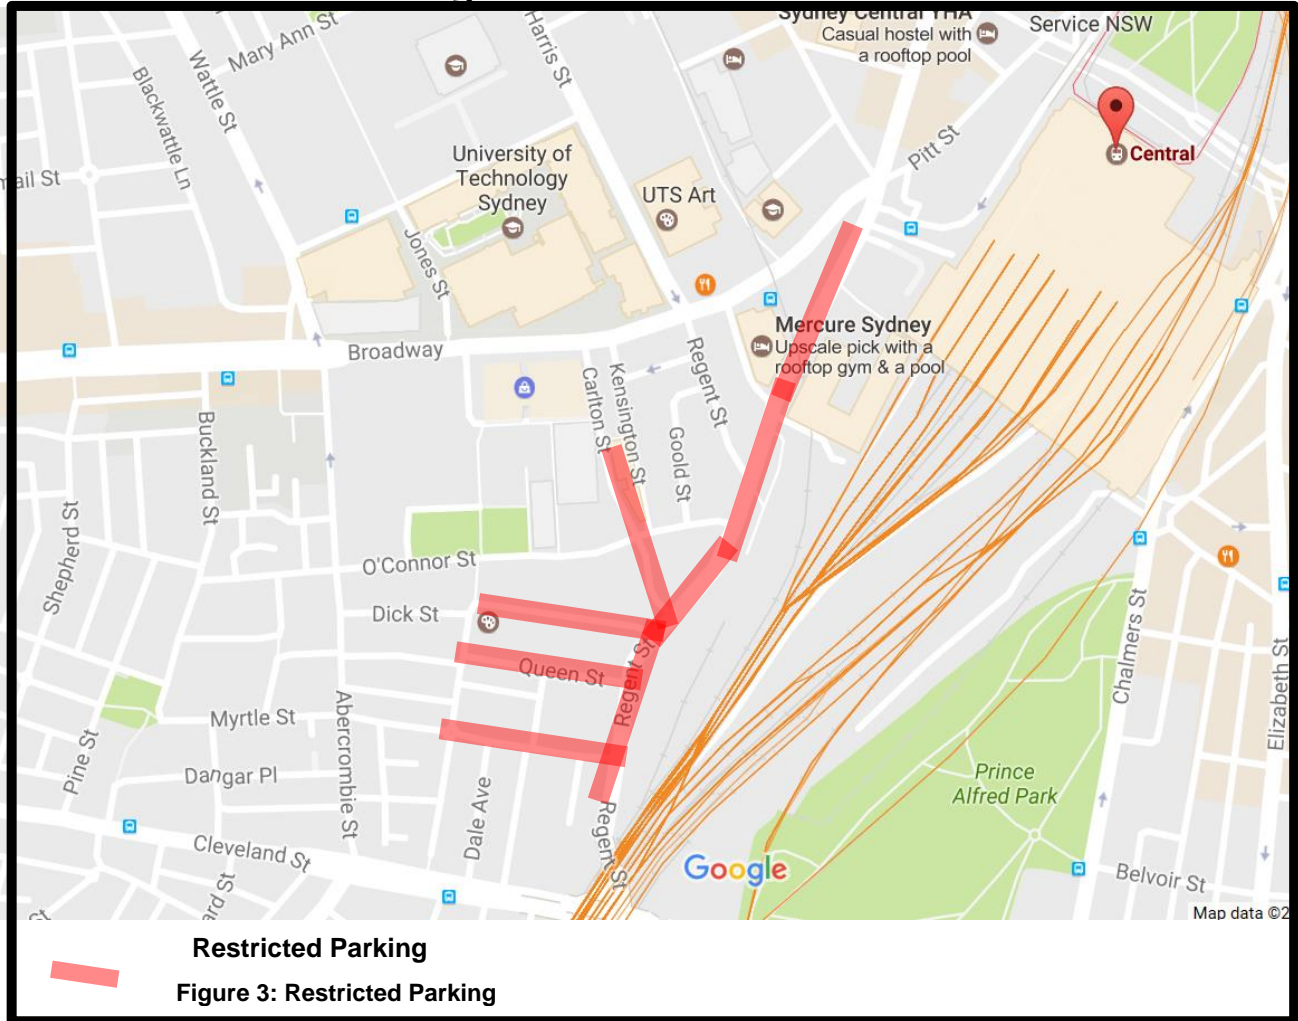 Sydney Central YHA
Casual hostel with
a rooftop pool
Service NSW
Mary Ann St
Harris St
Wattle St
Blackwattle Ln
Pitt St
Central
University of
Technology
Sydney
UTS Art
mail St
Jones St
Mercure Sydney
Upscale pick with a
rooftop gym & a pool
Broadway
Regent St
Kensington St
Carlton St
Goold St
Buckland St
Shepherd St
O'Connor St
Dick St
Queen St
Regent St
Chalmers St
Elizabeth St
Myrtle St
Abercrombie St
Pine St
Dangar Pl
Dale Ave
Prince
Alfred Park
Cleveland St
Regent St
Google
Belvoir St
ard St
St
Map data ©2
Restricted Parking
Figure 3: Restricted Parking